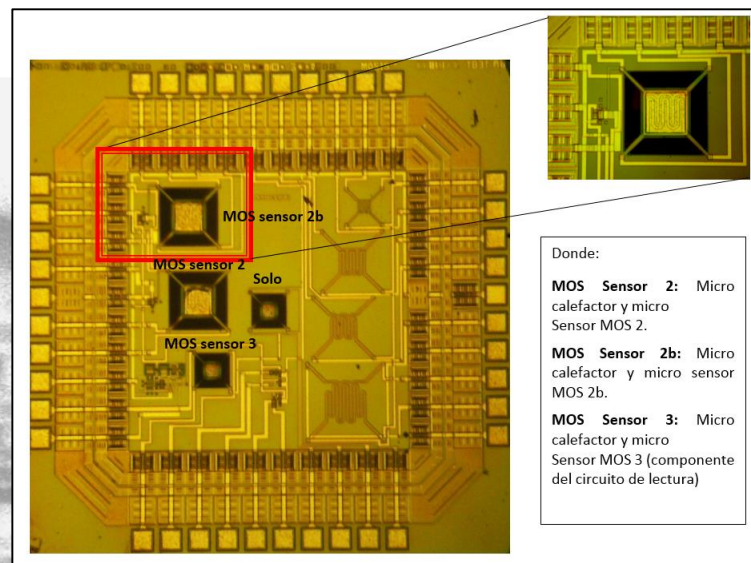 MOS sensor 2b
MOS sensor 2
Solo
MOS sensor 3
Donde:
MOS Sensor 2: Micro
calefactor y micro
Sensor MOS 2.
MOS Sensor 2b: Micro
calefactor y micro sensor
MOS 2b.
MOS Sensor 3: Micro
calefactor y micro
Sensor MOS 3 (componente
del circuito de lectura)